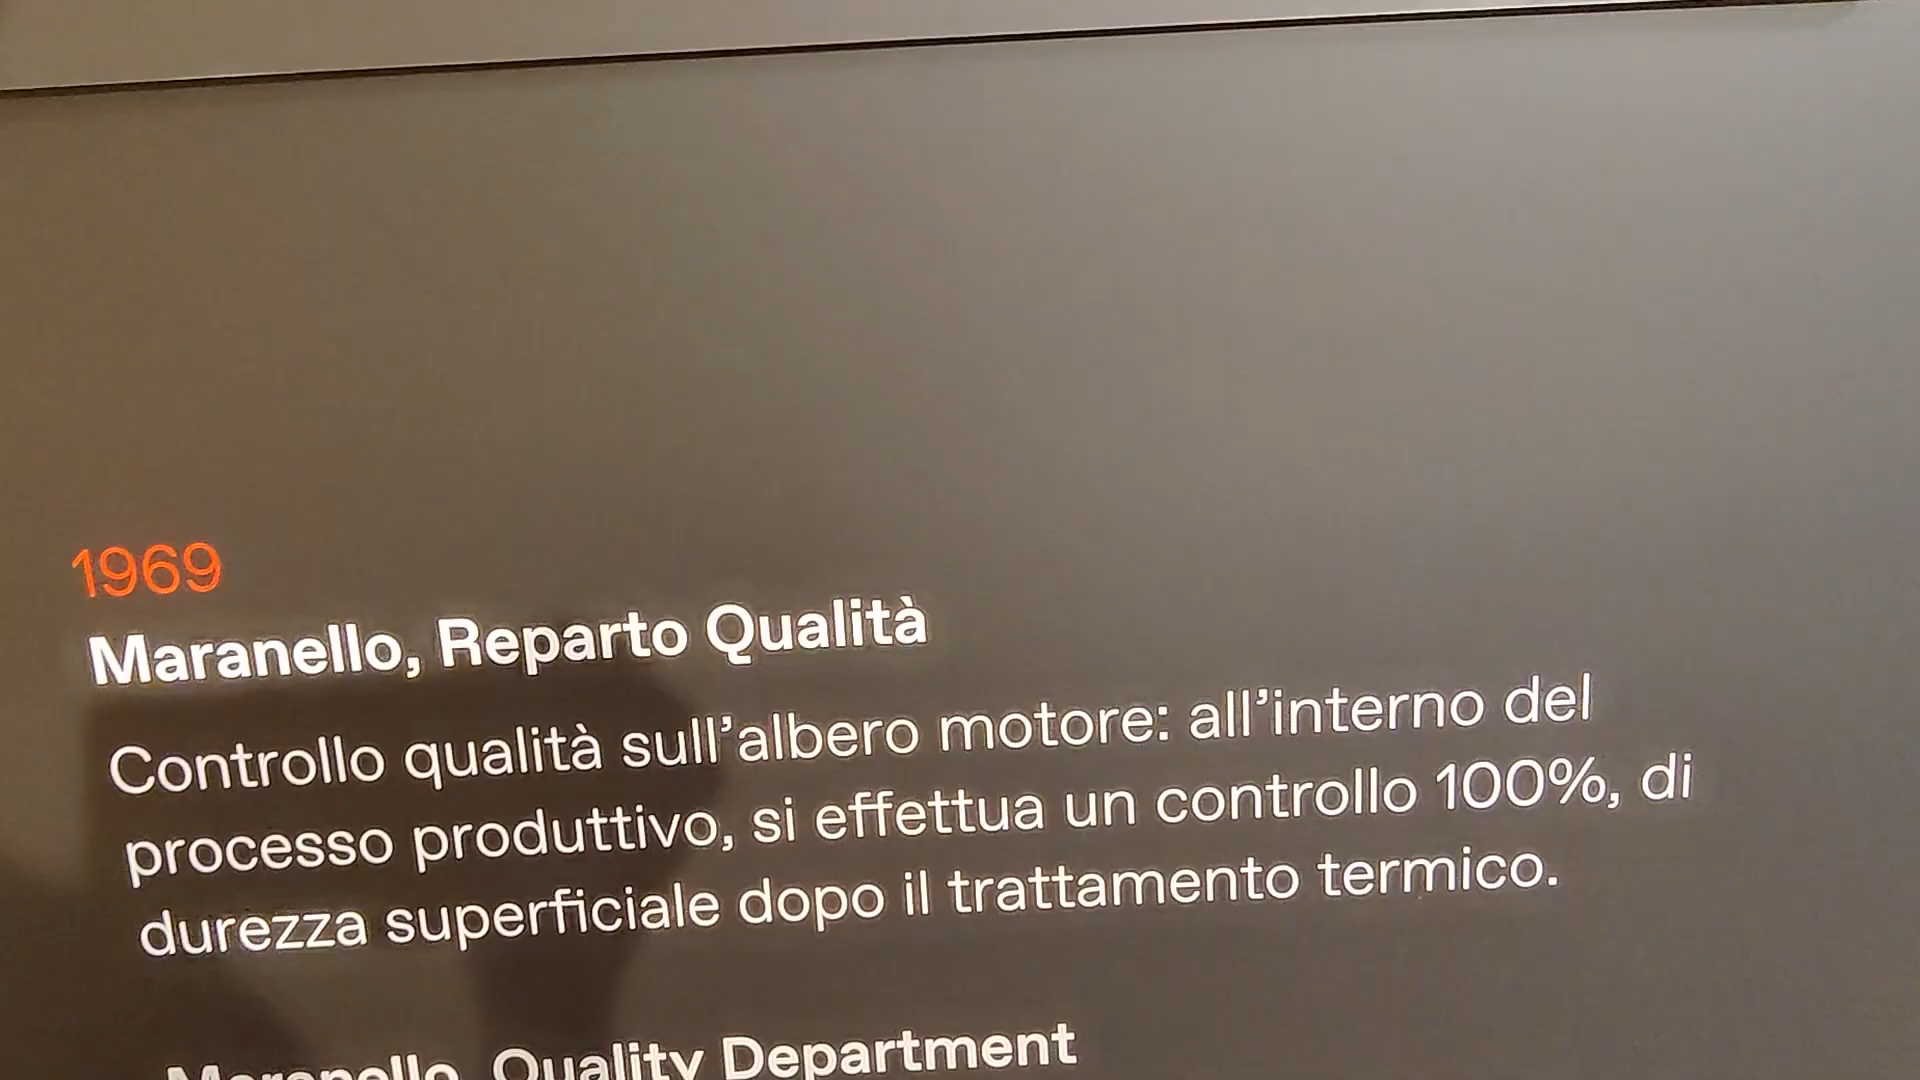 1969
Maranello, Reparto Qualità
Controllo qualità sull’albero motore: all’interno del
processo produttivo, si effettua un controllo 100%, di
durezza superficiale dopo il trattamento termico.
Maranello, Quality Department